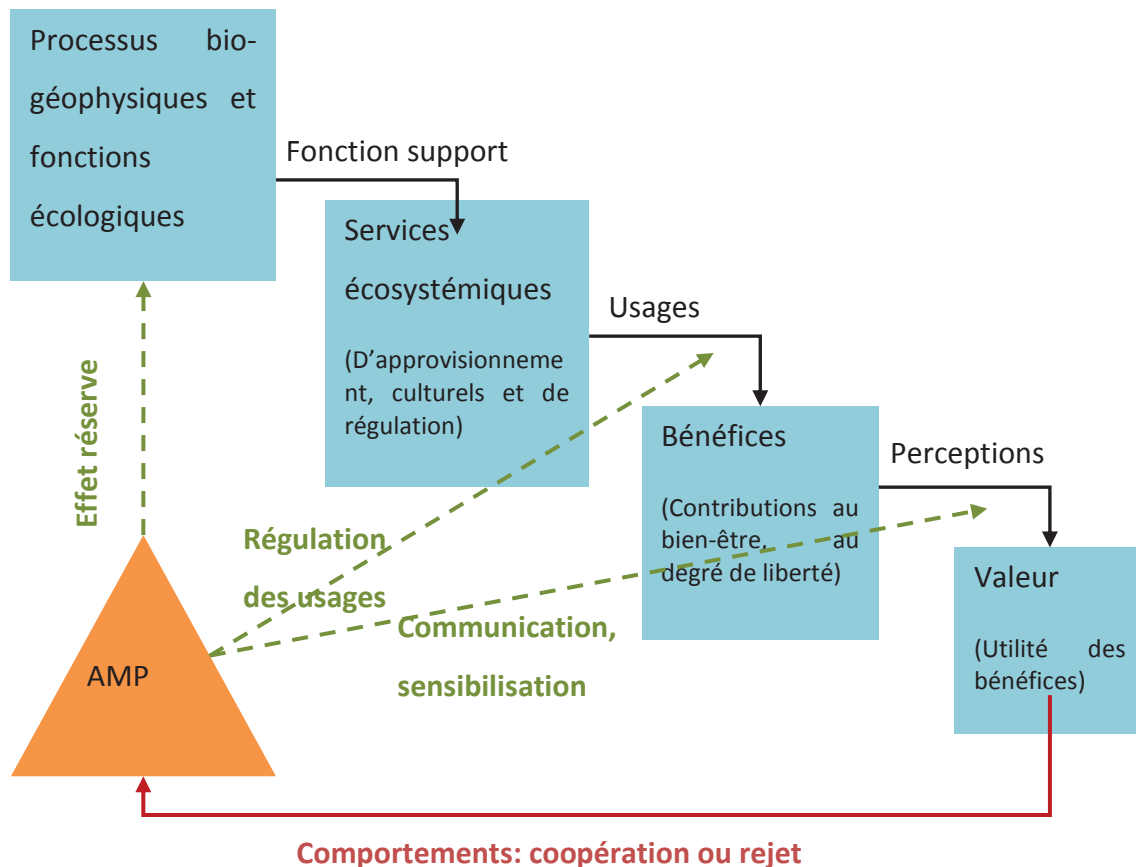 Processus bio-
géophysiques et
fonctions
écologiques
Fonction support
Services
écosystémiques
(D'approvisionneme
nt, culturels et de
régulation)
Usages
Bénéfices
(Contributions au
bien-être, au
degré de liberté)
Perceptions
Valeur
(Utilité des
bénéfices)
Effet réserve
Régulation
des usages
Communication,
sensibilisation
AMP
Comportements: coopération ou rejet